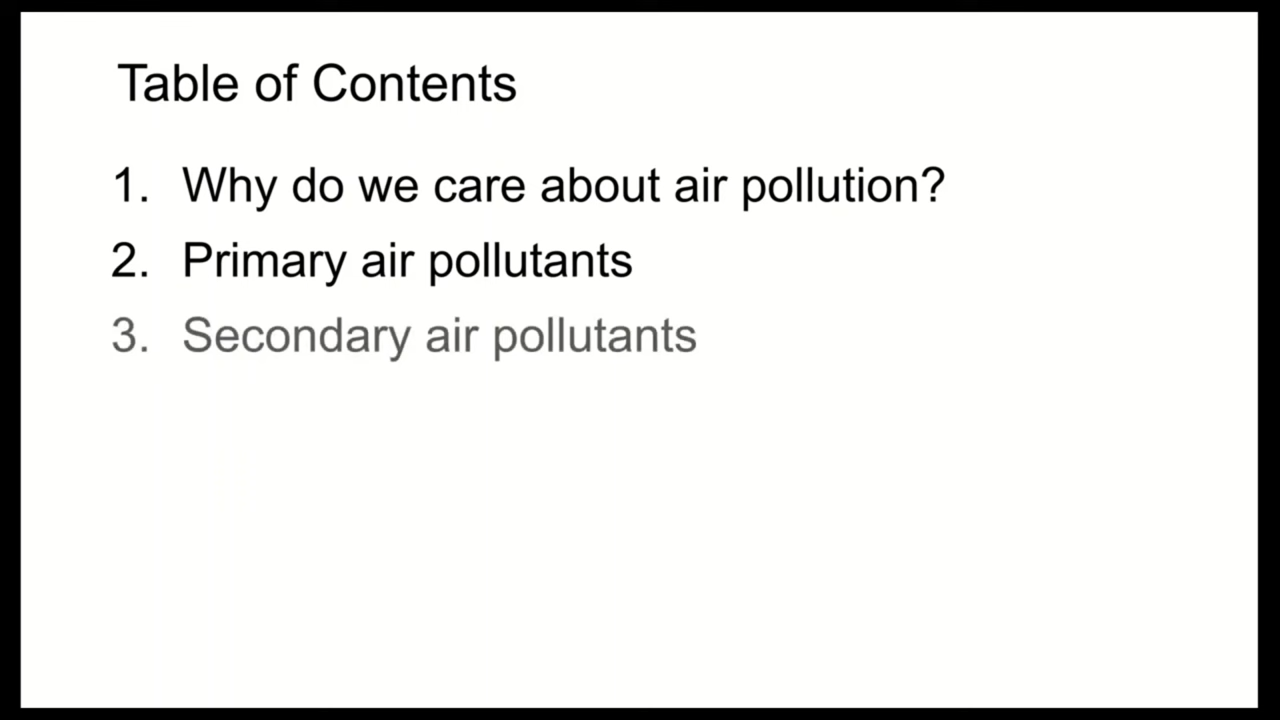 Table of Contents
1. Why do we care about air pollution?
2. Primary air pollutants
3. Secondary air pollutants